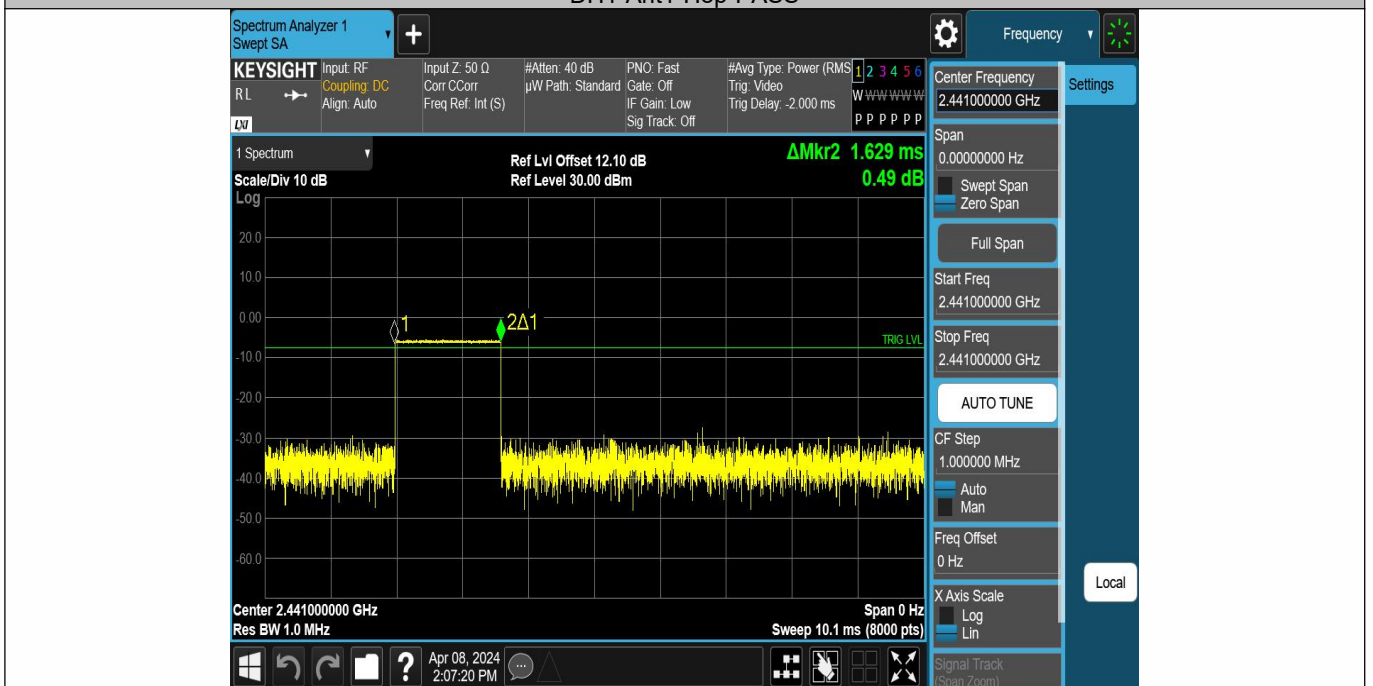 Spectrum Analyzer 1
Swept SA
Frequency
KEYSIGHT
Input: RF
Input Z: 50 Ω
#Atten: 40 dB
PNO: Fast
#Avg Type: Power (RMS
1 2 3 4 5 6
R L
Coupling: DC
Corr CCorr
µW Path: Standard
Gate: Off
Trig: Video
W W W W W W
Align: Auto
Freq Ref: Int (S)
IF Gain: Low
Trig Delay: -2.000 ms
LXI
Sig Track: Off
P P P P P P
1 Spectrum
Ref Lvl Offset 12.10 dB
ΔMkr2 1.629 ms
Scale/Div 10 dB
Ref Level 30.00 dBm
0.49 dB
Log
20.0
10.0
0.00
-10.0
-20.0
-30.0
-40.0
-50.0
-60.0
1
2Δ1
TRIG LVL
Center 2.441000000 GHz
Span 0 Hz
Res BW 1.0 MHz
Sweep 10.1 ms (8000 pts)
Center Frequency
2.441000000 GHz
Settings
Span
0.00000000 Hz
Swept Span
Zero Span
Full Span
Start Freq
2.441000000 GHz
Stop Freq
2.441000000 GHz
AUTO TUNE
CF Step
1.000000 MHz
Auto
Man
Freq Offset
0 Hz
Local
X Axis Scale
Log
Lin
Signal Track
(Span Zoom)
Apr 08, 2024
2:07:20 PM